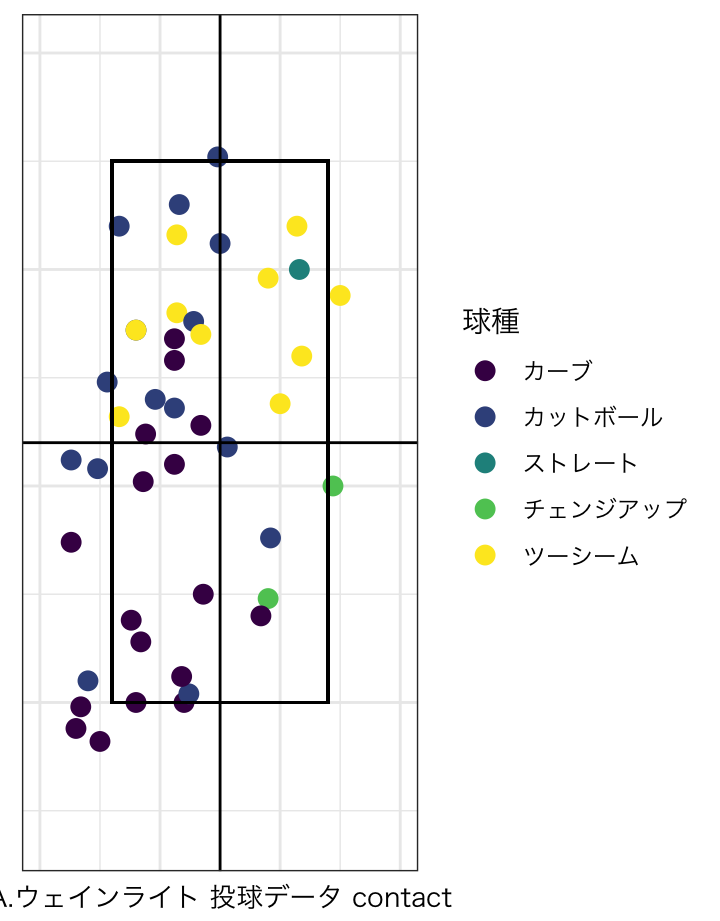 球種
カーブ
カットボール
ストレート
チェンジアップ
ツーシーム
A.ウェインライト 投球データ contact